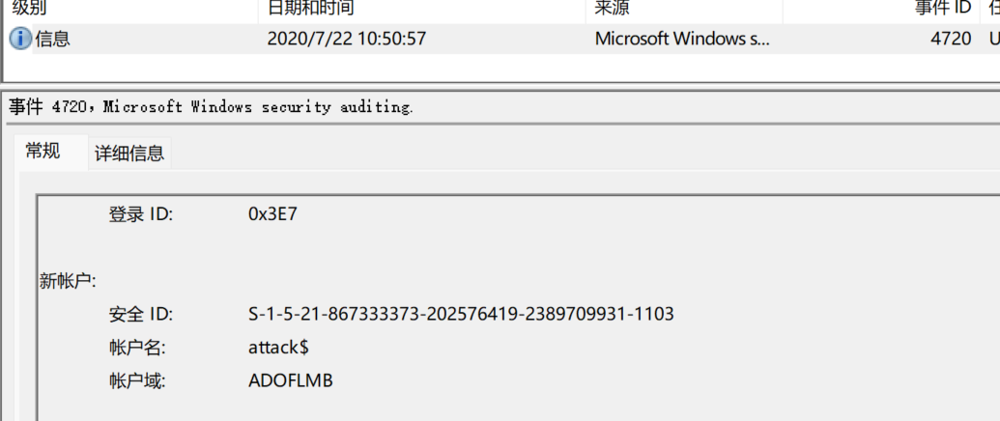 级别 日期和时间 来源 事件 ID 任
信息 2020/7/22 10:50:57 Microsoft Windows s... 4720 U
事件 4720，Microsoft Windows security auditing.
常规 详细信息
登录 ID: 0x3E7
新帐户:
安全 ID: S-1-5-21-867333373-202576419-2389709931-1103
帐户名: attack$
帐户域: ADOFLMB